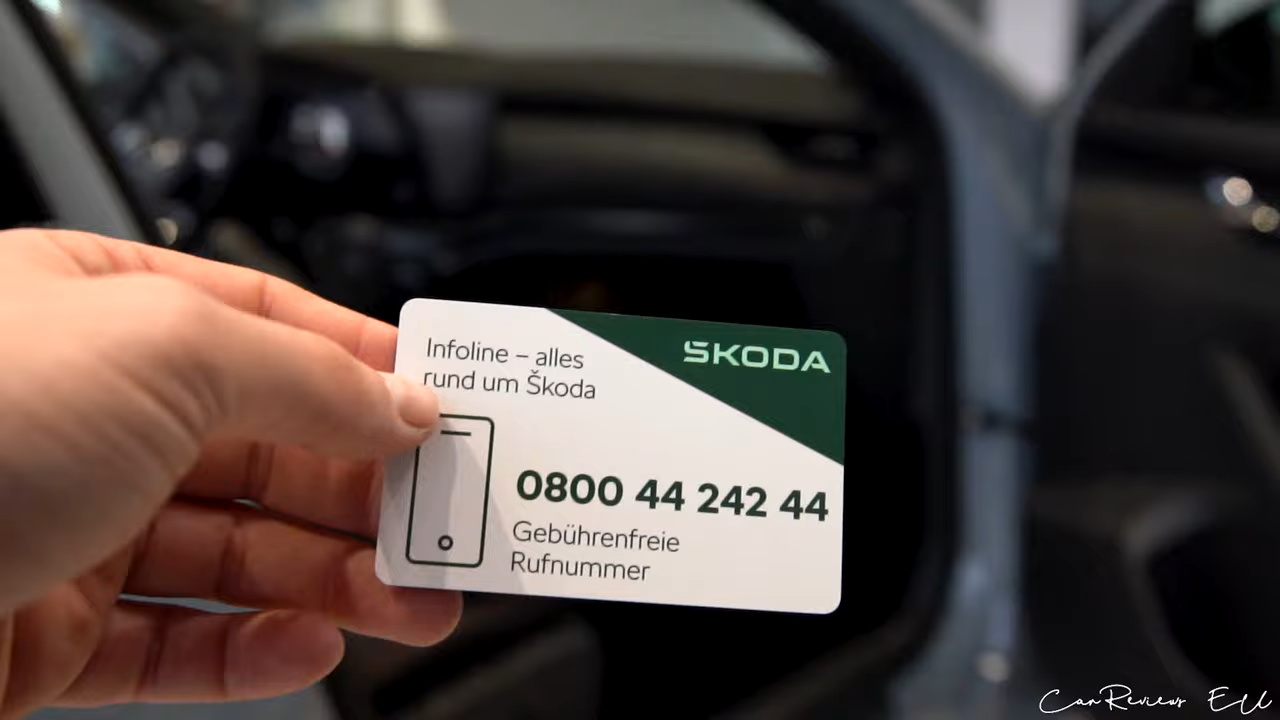 Infoline – alles
rund um Škoda
ŠKODA
0800 44 242 44
Gebührenfreie
Rufnummer
CarReviews EU